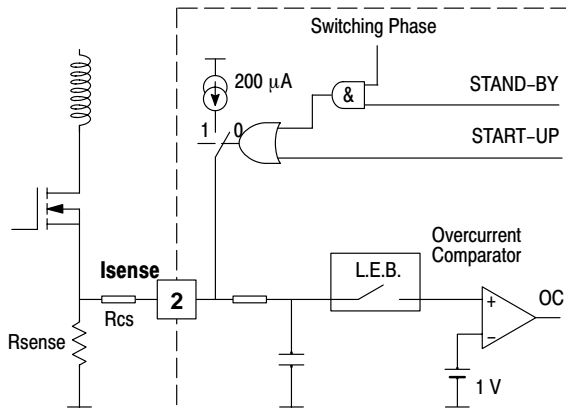 Switching Phase
200 μA
&
STAND-BY
1 0
START-UP
Isense
2
Rcs
Rsense
L.E.B.
Overcurrent
Comparator
+
−
OC
1 V